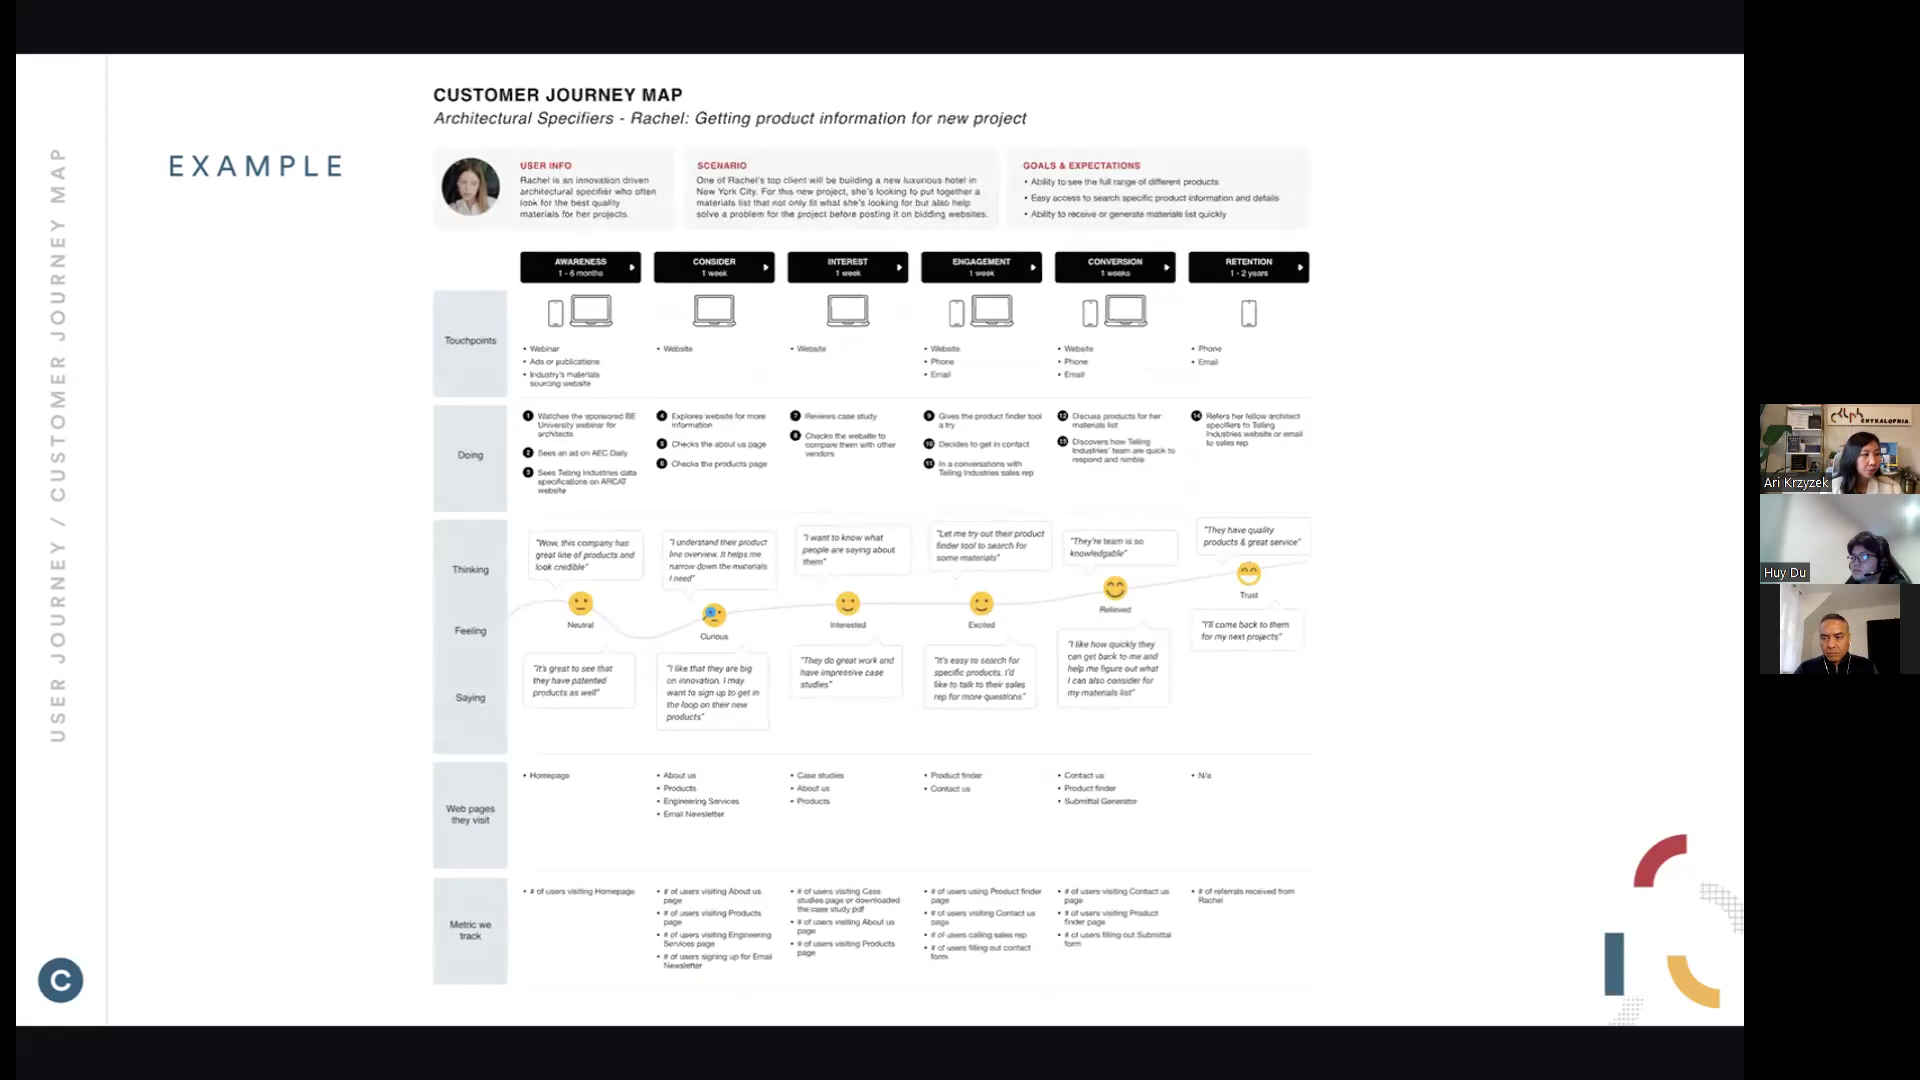 USER JOURNEY / CUSTOMER JOURNEY MAP
EXAMPLE
CUSTOMER JOURNEY MAP
Architectural Specifiers - Rachel: Getting product information for new project
USER INFO
Rachel is an innovation driven
architectural specifier who often
look for the best quality
materials for her projects.
SCENARIO
One of Rachel's top client will be building a new luxurious hotel in
New York City. For this new project, she's looking to put together a
materials list that not only fit what she's looking for but also help
solve a problem for the project before posting it on bidding websites.
GOALS & EXPECTATIONS
• Ability to see the full range of different products
• Easy access to search specific product information and details
• Ability to receive or generate materials list quickly
AWARENESS
1 - 6 months
CONSIDER
1 week
INTEREST
1 week
ENGAGEMENT
1 week
CONVERSION
1 weeks
RETENTION
1 - 2 years
Touchpoints
• Webinar
• Ads or publications
• Industry's materials
sourcing website
• Website
• Website
• Website
• Phone
• Email
• Website
• Phone
• Email
• Phone
• Email
Doing
1 Watches the sponsored BE
University webinar for
architects
2 Sees an ad on AEC Daily
3 Sees Telling Industries data
specifications on ARCAT
website
4 Explores website for more
information
5 Checks the about us page
6 Checks the products page
7 Reviews case study
8 Checks the website to
compare them with other
vendors
9 Gives the product finder tool
a try
10 Decides to get in contact
11 In a conversations with
Telling Industries sales rep
12 Discuss products for her
materials list
13 Discovers how Telling
Industries' team are quick to
respond and nimble
14 Refers her fellow architect
specifiers to Telling
Industries website or email
to sales rep
Thinking
"Wow, this company has
great line of products and
look credible"
"I understand their product
line overview. It helps me
narrow down the materials
I need"
"I want to know what
people are saying about
them"
"Let me try out their product
finder tool to search for
some materials"
"They're team is so
knowledgable"
"They have quality
products & great service"
Feeling
Neutral
Curious
Interested
Excited
Relieved
Trust
Saying
"It's great to see that
they have patented
products as well"
"I like that they are big
on innovation. I may
want to sign up to get in
the loop on their new
products"
"They do great work and
have impressive case
studies"
"It's easy to search for
specific products. I'd
like to talk to their sales
rep for more questions"
"I like how quickly they
can get back to me and
help me figure out what
I can also consider for
my materials list"
"I'll come back to them
for my next projects"
Web pages
they visit
• Homepage
• About us
• Products
• Engineering Services
• Email Newsletter
• Case studies
• About us
• Products
• Product finder
• Contact us
• Contact us
• Product finder
• Submittal Generator
• N/a
Metric we
track
• # of users visiting Homepage
• # of users visiting About us
page
• # of users visiting Products
page
• # of users visiting Engineering
Services page
• # of users signing up for Email
Newsletter
• # of users visiting Case
studies page or downloaded
the case study pdf
• # of users visiting About us
page
• # of users visiting Products
page
• # of users using Product finder
page
• # of users visiting Contact us
page
• # of users calling sales rep
• # of users filling out contact
form
• # of users visiting Contact us
page
• # of users visiting Product
finder page
• # of users filling out Submittal
form
• # of referrals received from
Rachel
C
CHYKALOPHIA
Ari Krzyzek
Huy Du